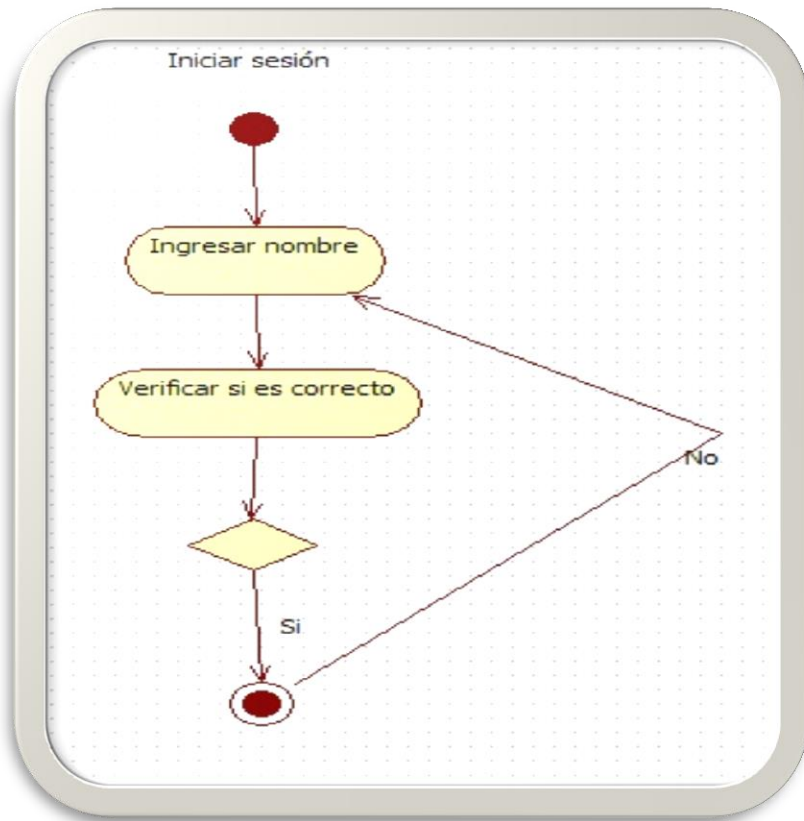 Iniciar sesión
Ingresar nombre
Verificar si es correcto
No
Si